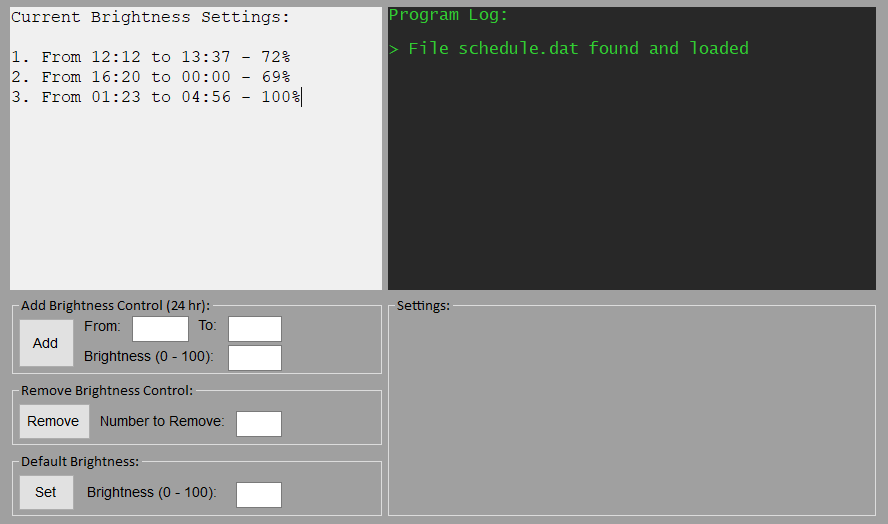 Current Brightness Settings:
1. From 12:12 to 13:37 - 72%
2. From 16:20 to 00:00 - 69%
3. From 01:23 to 04:56 - 100%
Program Log:
> File schedule.dat found and loaded
Add Brightness Control (24 hr):
Add From: To:
Brightness (0 - 100):
Remove Brightness Control:
Remove Number to Remove:
Default Brightness:
Set Brightness (0 - 100):
Settings: